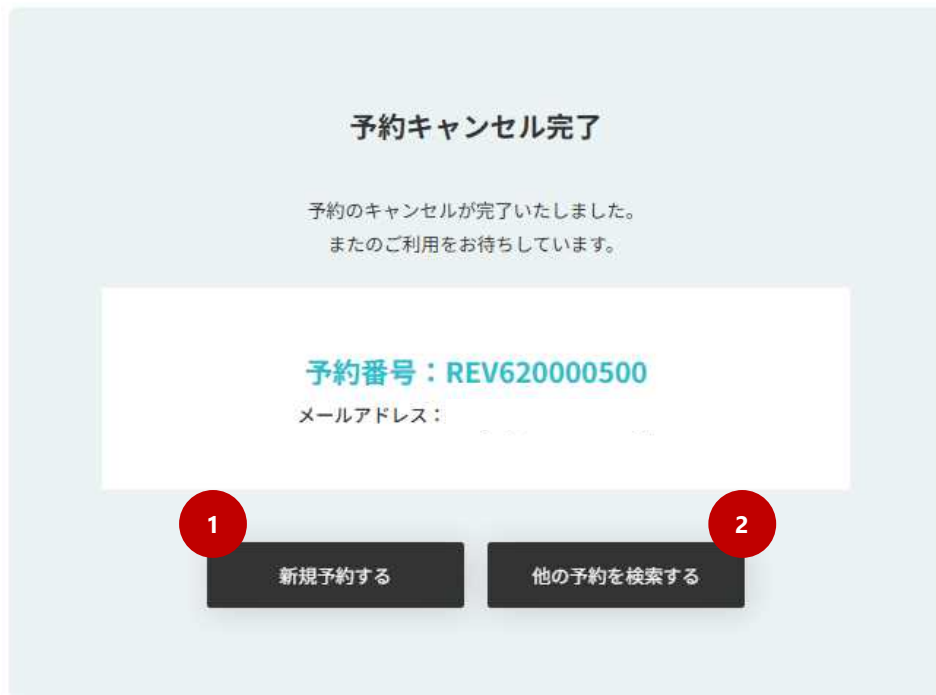 予約キャンセル完了
予約のキャンセルが完了いたしました。
またのご利用をお待ちしています。
予約番号：REV620000500
メールアドレス：
1
2
新規予約する
他の予約を検索する